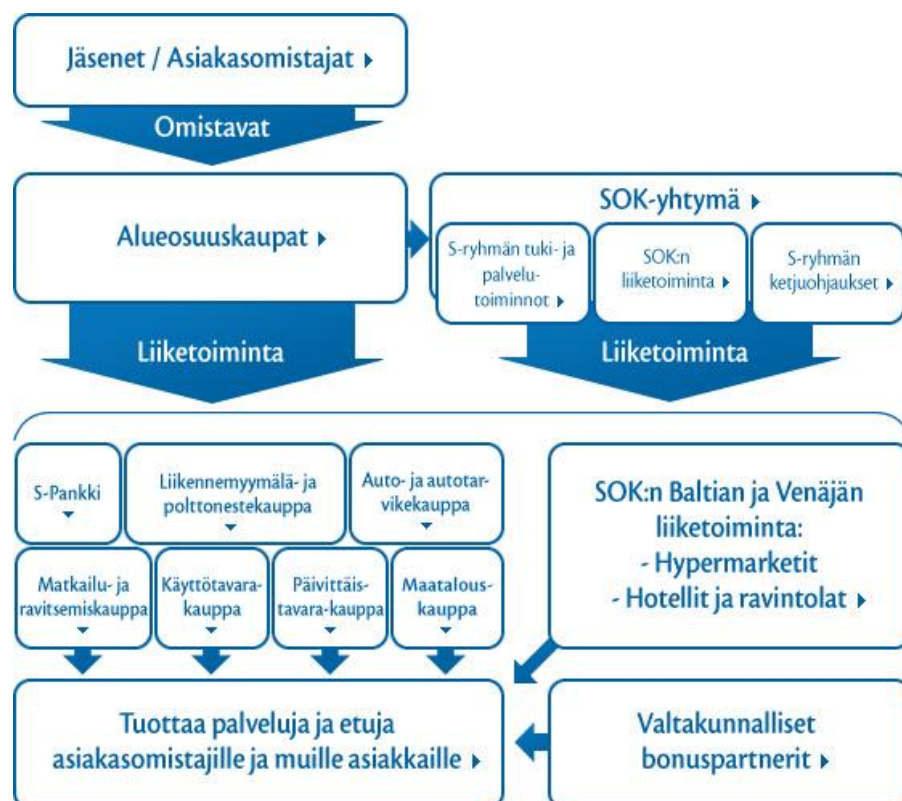 Jäsenet / Asiakasomistajat
Omistavat
Alueosuuskaupat
SOK-yhtymä
S-ryhmän tuki- ja
palvelu-
toiminnot
SOK:n
liiketoiminta
S-ryhmän
ketjuohjaukset
Liiketoiminta
Liiketoiminta
S-Pankki
Liikennemyymälä- ja
polttonestekauppa
Auto- ja autotar-
vikekauppa
Matkailu- ja
ravitsemiskauppa
Käyttötavara-
kauppa
Päivittäis-
tavara-kauppa
Maatalous-
kauppa
SOK:n Baltian ja Venäjän
liiketoiminta:
- Hypermarketit
- Hotellit ja ravintolat
Tuottaa palveluja ja etuja
asiakasomistajille ja muille asiakkaille
Valtakunnalliset
bonuspartnerit